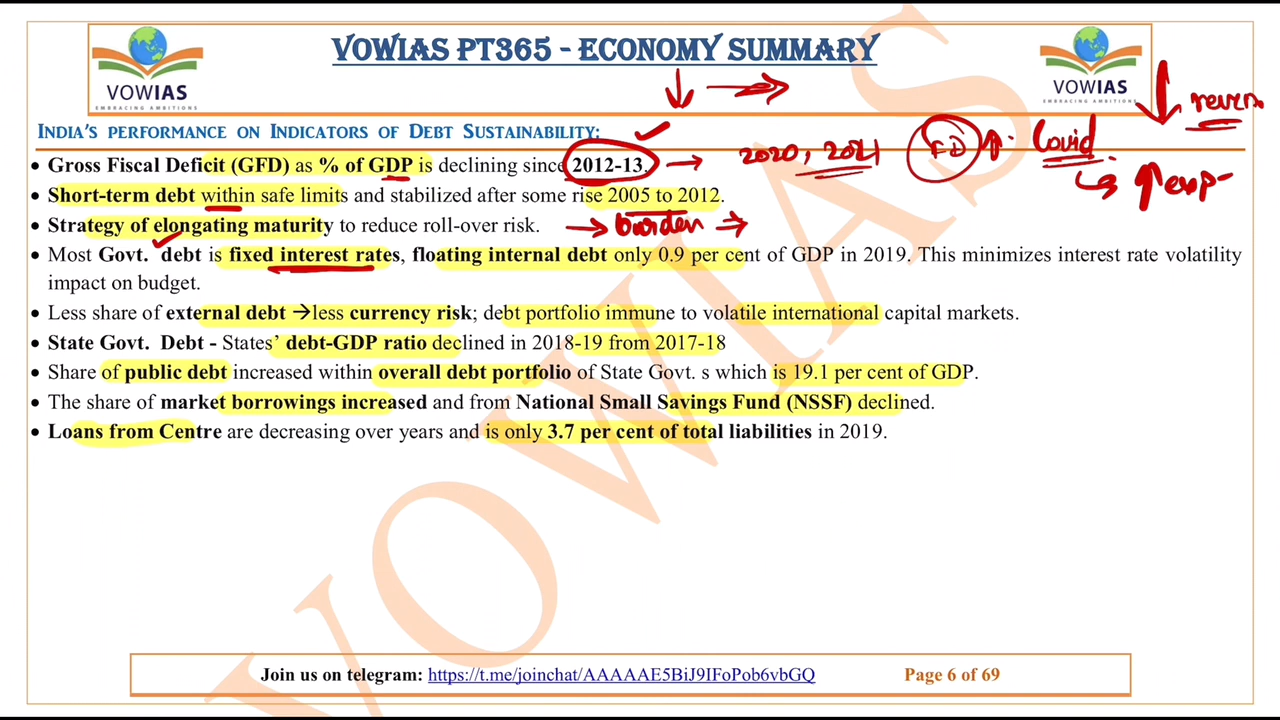 VOWIAS PT365 - ECONOMY SUMMARY
VOWIAS
EMBRACING AMBITIONS
VOWIAS
EMBRACING AMBITIONS
INDIA'S PERFORMANCE ON INDICATORS OF DEBT SUSTAINABILITY:
• Gross Fiscal Deficit (GFD) as % of GDP is declining since 2012-13.
2020, 2021 FD Covid
exp
• Short-term debt within safe limits and stabilized after some rise 2005 to 2012.
• Strategy of elongating maturity to reduce roll-over risk.
burden
• Most Govt. debt is fixed interest rates, floating internal debt only 0.9 per cent of GDP in 2019. This minimizes interest rate volatility
impact on budget.
• Less share of external debt →less currency risk; debt portfolio immune to volatile international capital markets.
• State Govt. Debt - States' debt-GDP ratio declined in 2018-19 from 2017-18
• Share of public debt increased within overall debt portfolio of State Govt. s which is 19.1 per cent of GDP.
• The share of market borrowings increased and from National Small Savings Fund (NSSF) declined.
• Loans from Centre are decreasing over years and is only 3.7 per cent of total liabilities in 2019.
VOWIAS
Join us on telegram: https://t.me/joinchat/AAAAAE5BiJ9IFoPob6vbGQ Page 6 of 69